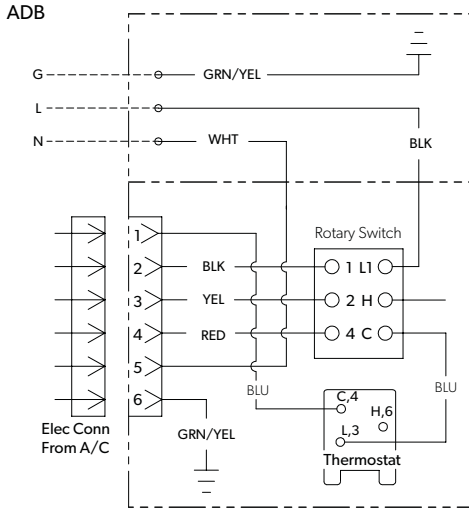 ADB
G
GRN/YEL
L
N
WHT
BLK
Rotary Switch
1
2
BLK
1 L1
3
YEL
2 H
4
RED
4 C
5
BLU
BLU
6
C,4
H,6
L,3
Elec Conn
From A/C
GRN/YEL
Thermostat